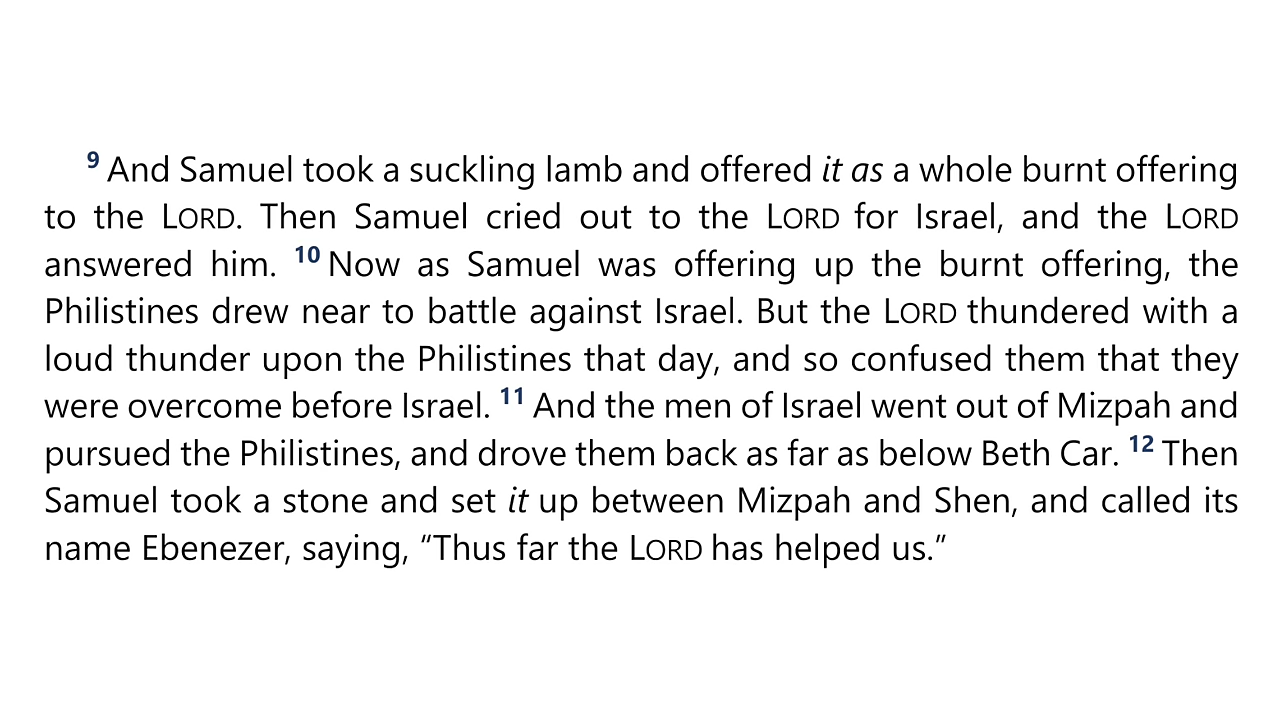 9 And Samuel took a suckling lamb and offered it as a whole burnt offering
to the LORD. Then Samuel cried out to the LORD for Israel, and the LORD
answered him. 10 Now as Samuel was offering up the burnt offering, the
Philistines drew near to battle against Israel. But the LORD thundered with a
loud thunder upon the Philistines that day, and so confused them that they
were overcome before Israel. 11 And the men of Israel went out of Mizpah and
pursued the Philistines, and drove them back as far as below Beth Car. 12 Then
Samuel took a stone and set it up between Mizpah and Shen, and called its
name Ebenezer, saying, “Thus far the LORD has helped us.”